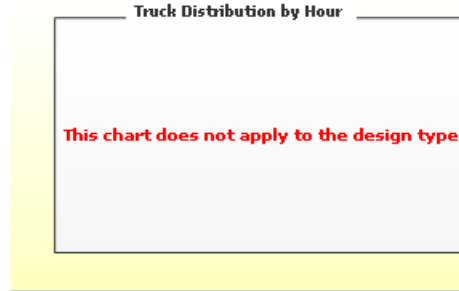 Truck Distribution by Hour
This chart does not apply to the design type